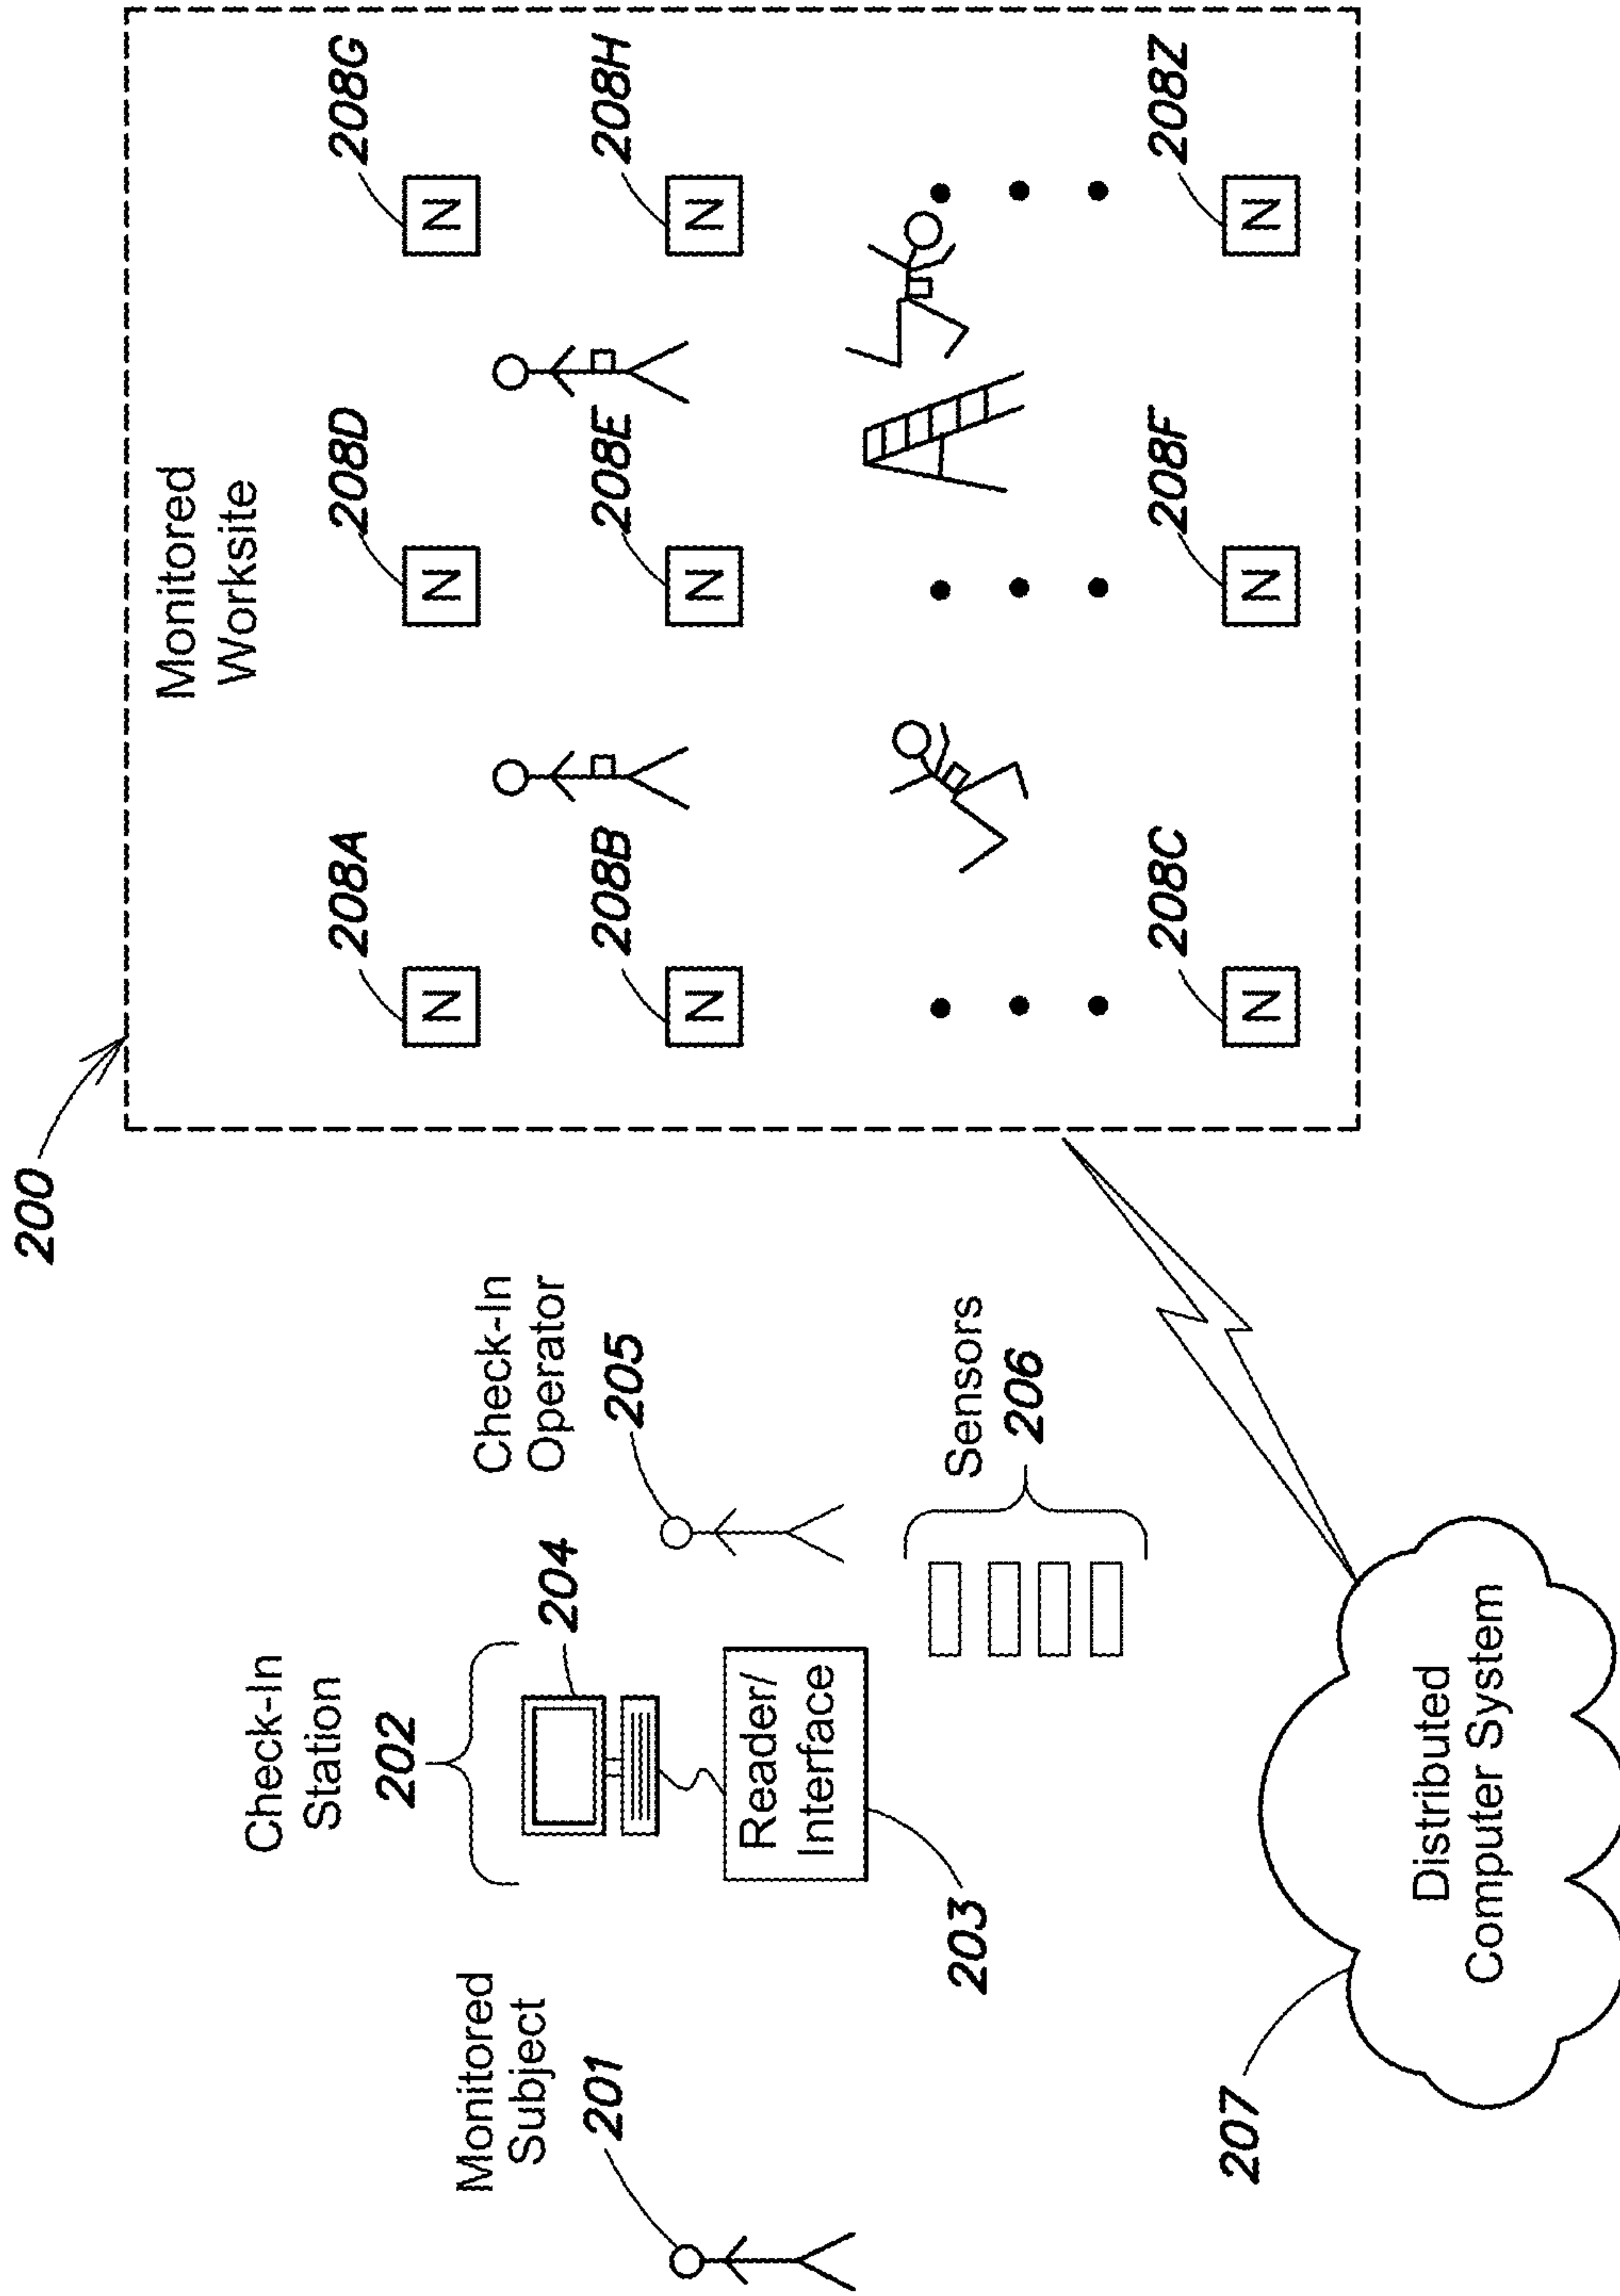 200
Monitored
Worksite
208A
208D
208G
N
N
N
208B
208E
208H
N
N
N
208C
208F
208Z
N
N
N
Check-In
Station
202
204
Reader/
Interface
203
Monitored
Subject
201
Check-In
Operator
205
Sensors
206
207
Distributed
Computer System